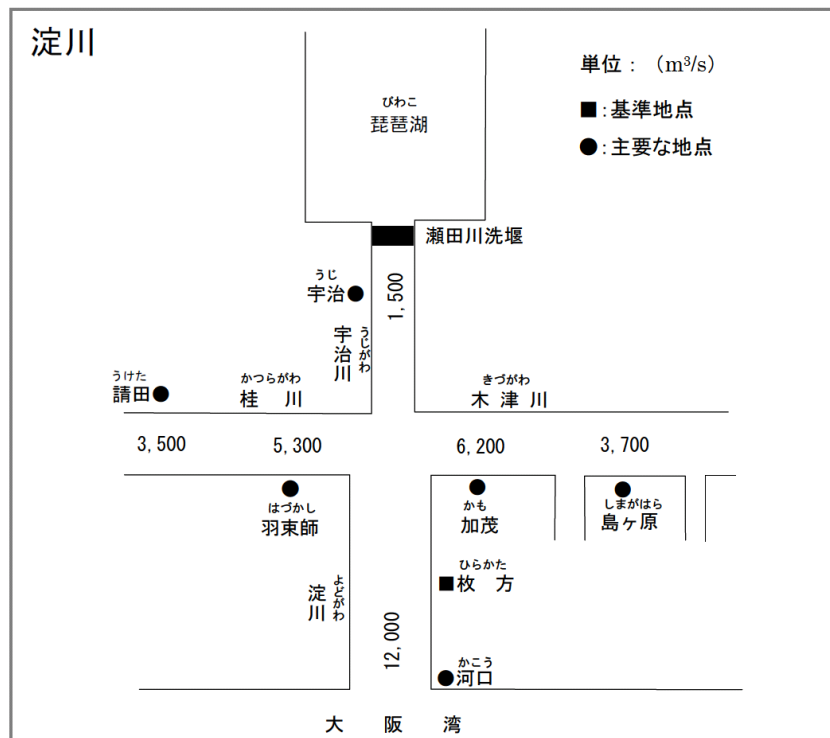 淀川
単位：（m³/s）
■：基準地点
●：主要な地点
びわこ
琵琶湖
瀬田川洗堰
うじ
宇治●
1,500
宇治川
うじがわ
うけた
請田●
かつらがわ
桂 川
きづがわ
木 津 川
3,500
5,300
6,200
3,700
はづかし
羽束師
かも
加茂
しまがはら
島ヶ原
ひらかた
■枚 方
淀川
よどがわ
12,000
かこう
●河口
大 阪 湾